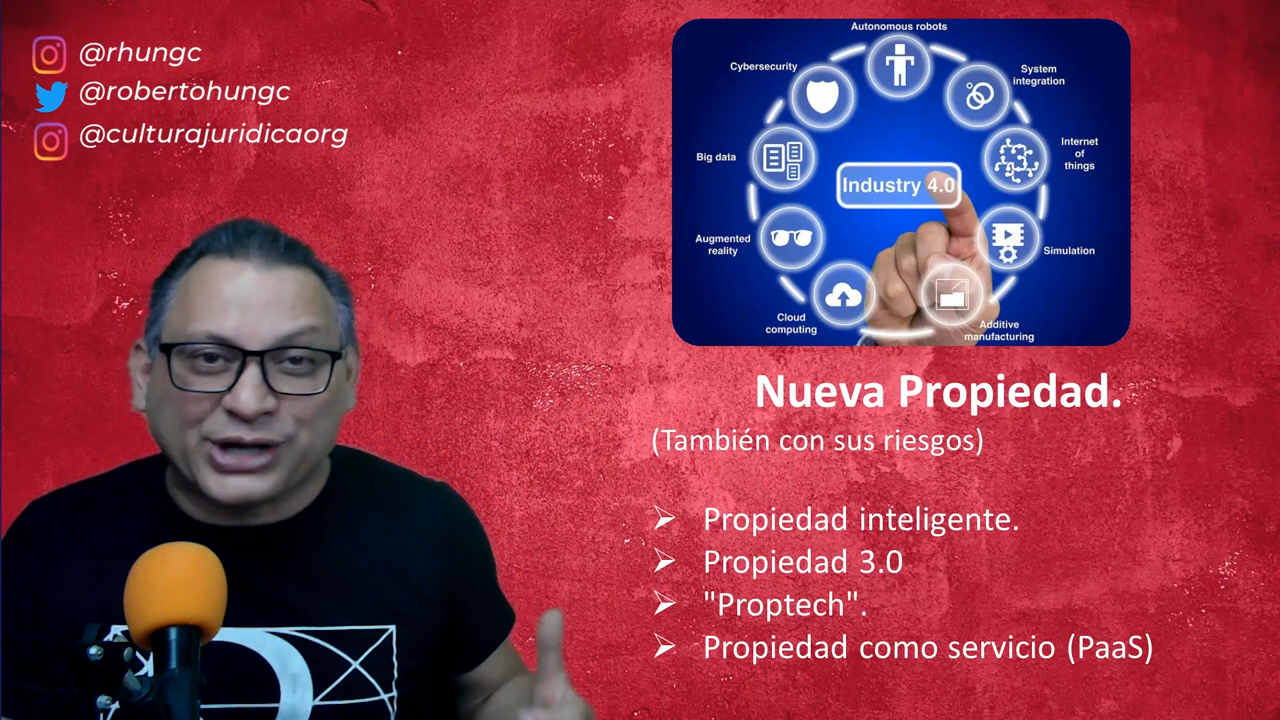 @rhungc
@robertohungc
@culturajuridicaorg
Autonomous robots
Cybersecurity
System
integration
Big data
Internet
of
things
Industry 4.0
Augmented
reality
Simulation
Cloud
computing
Additive
manufacturing
Nueva Propiedad.
(También con sus riesgos)
➢ Propiedad inteligente.
➢ Propiedad 3.0
➢ "Proptech".
➢ Propiedad como servicio (PaaS)